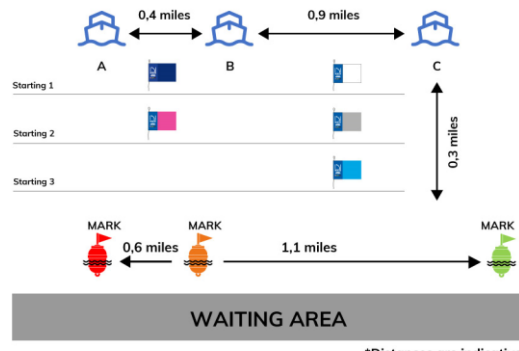 0,4 miles
0,9 miles
A
B
C
Starting 1
Starting 2
Starting 3
0,3 miles
MARK
MARK
MARK
0,6 miles
1,1 miles
WAITING AREA